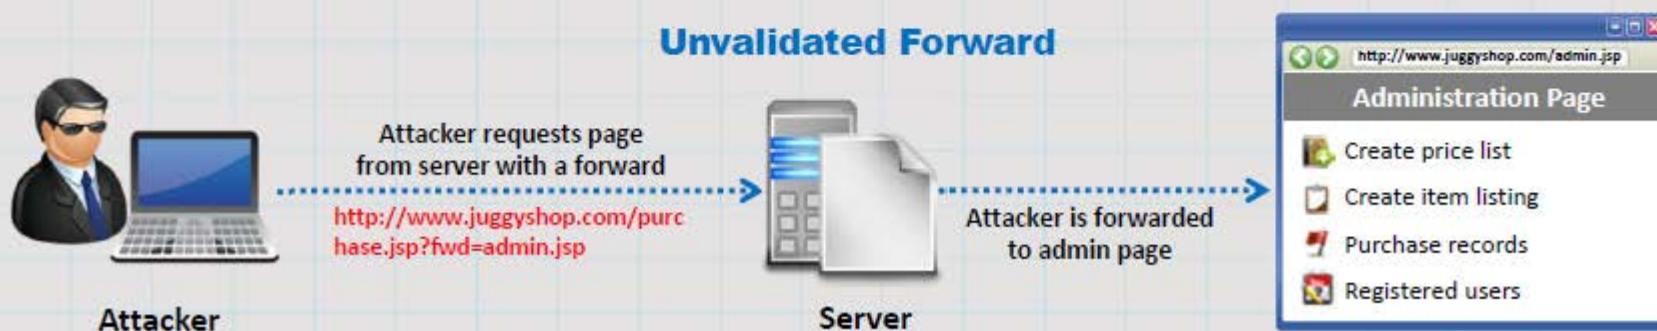 Unvalidated Forward
Attacker requests page
from server with a forward
http://www.juggyshop.com/purc
hase.jsp?fwd=admin.jsp
Attacker
Server
Attacker is forwarded
to admin page
http://www.juggyshop.com/admin.jsp
Administration Page
Create price list
Create item listing
Purchase records
Registered users